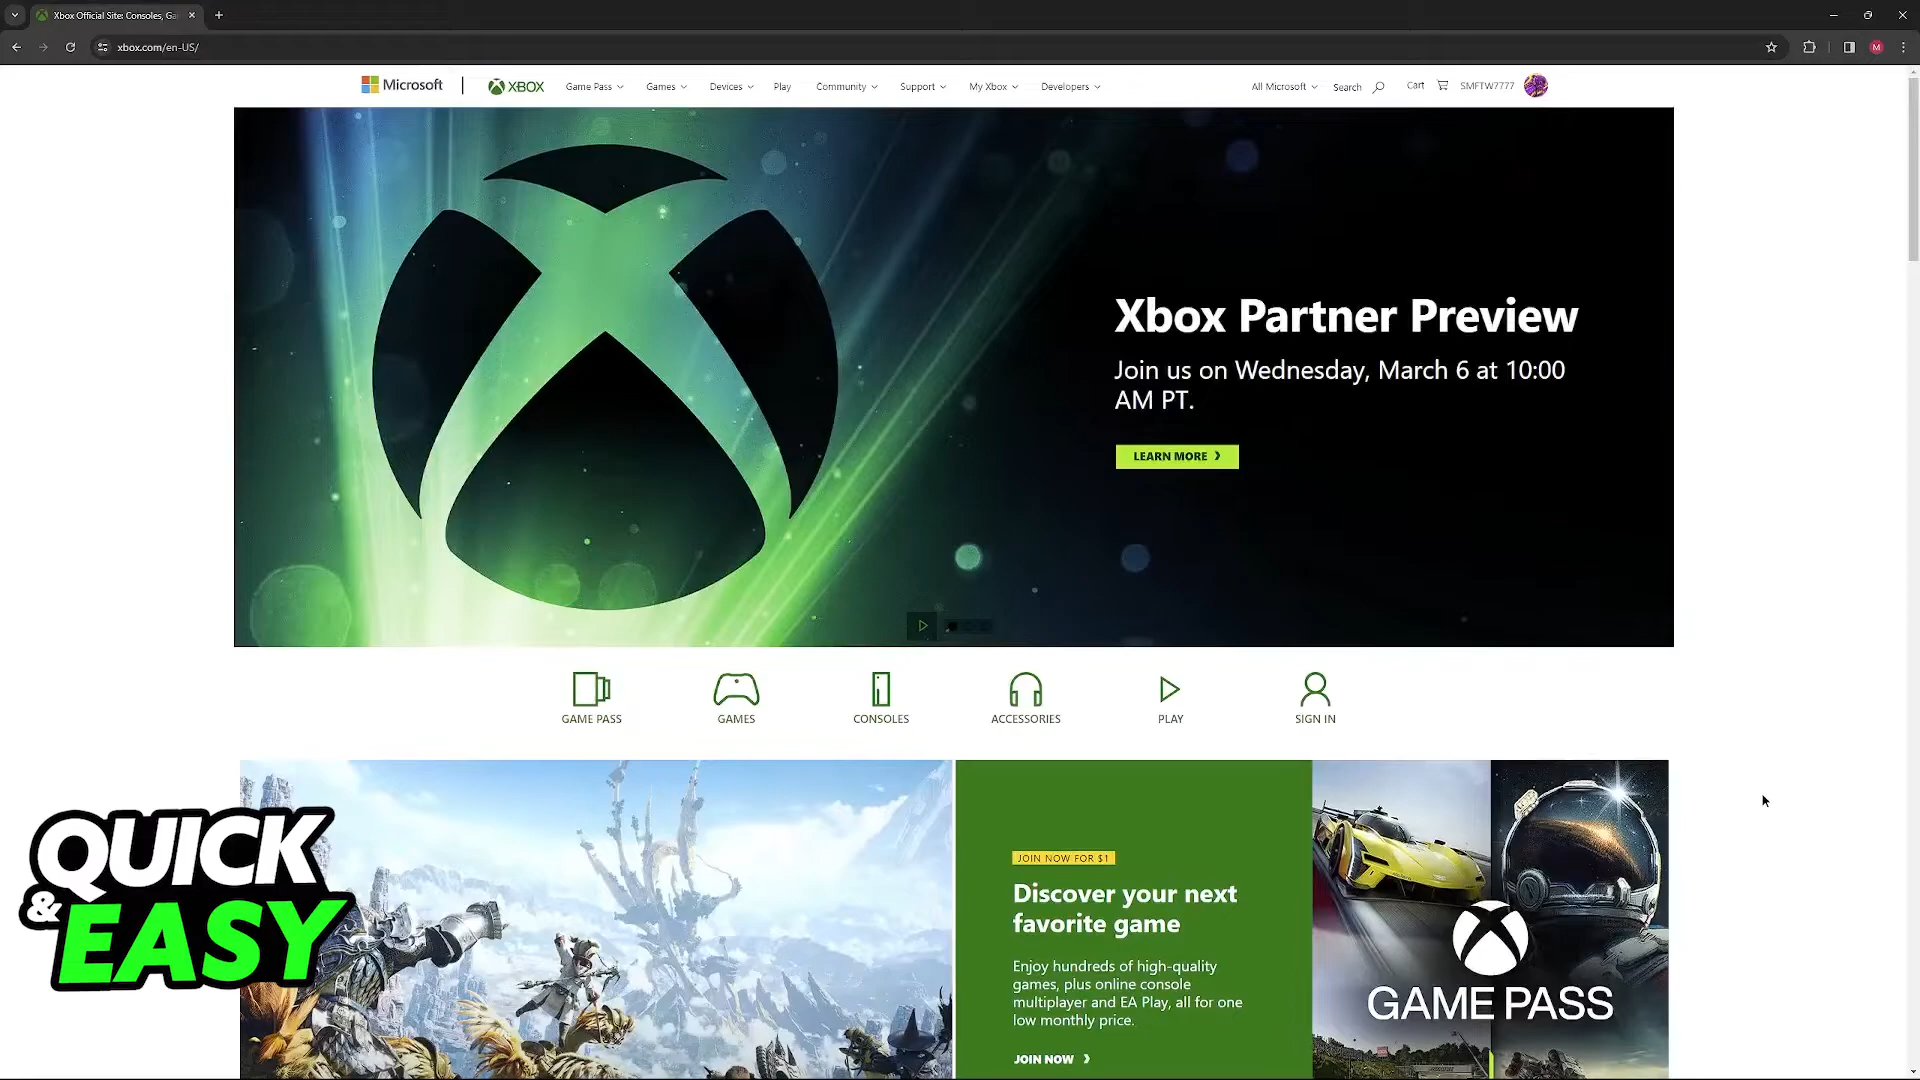 Xbox Official Site: Consoles, Ga
xbox.com/en-US/
M
Microsoft
XBOX
Game Pass
Games
Devices
Play
Community
Support
My Xbox
Developers
All Microsoft
Search
Cart
SMFTW7777
Xbox Partner Preview
Join us on Wednesday, March 6 at 10:00
AM PT.
LEARN MORE
GAME PASS
GAMES
CONSOLES
ACCESSORIES
PLAY
SIGN IN
JOIN NOW FOR $1
Discover your next
favorite game
Enjoy hundreds of high-quality
games, plus online console
multiplayer and EA Play, all for one
low monthly price.
JOIN NOW
GAME PASS
QUICK
&EASY